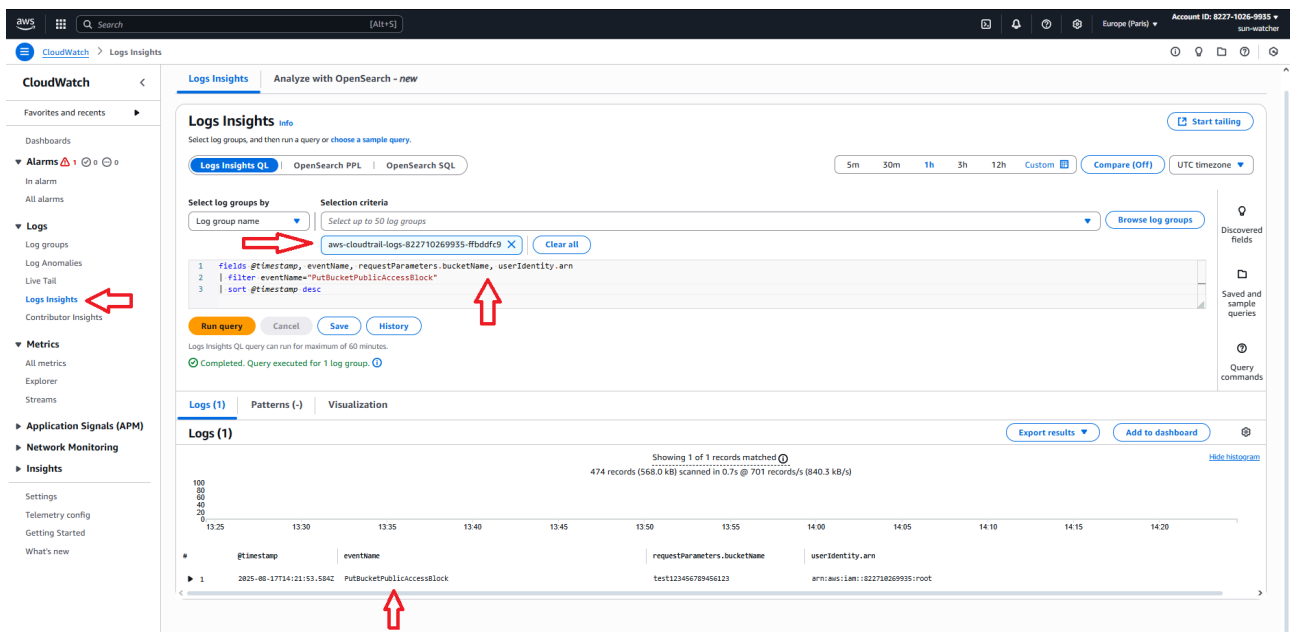 aws Search [Alt+S] Europe (Paris) Account ID: 8227-1026-9935
sun-watcher
CloudWatch > Logs Insights
CloudWatch
Favorites and recents
Dashboards
Alarms 1 0 0
In alarm
All alarms
Logs
Log groups
Log Anomalies
Live Tail
Logs Insights
Contributor Insights
Metrics
All metrics
Explorer
Streams
Application Signals (APM)
Network Monitoring
Insights
Settings
Telemetry config
Getting Started
What's new
Logs Insights Analyze with OpenSearch - new
Logs Insights Info
Start tailing
Select log groups, and then run a query or choose a sample query.
Logs Insights QL OpenSearch PPL OpenSearch SQL
5m 30m 1h 3h 12h Custom Compare (Off) UTC timezone
Select log groups by Selection criteria
Log group name Select up to 50 log groups Browse log groups
aws-cloudtrail-logs-822710269935-ffbddfc9 Clear all
1 fields @timestamp, eventName, requestParameters.bucketName, userIdentity.arn
2 | filter eventName="PutBucketPublicAccessBlock"
3 | sort @timestamp desc
Run query Cancel Save History
Logs Insights QL query can run for maximum of 60 minutes.
Completed. Query executed for 1 log group.
Discovered
fields
Saved and
sample
queries
Query
commands
Logs (1) Patterns (-) Visualization
Logs (1)
Export results Add to dashboard
Showing 1 of 1 records matched
474 records (568.0 kB) scanned in 0.7s @ 701 records/s (840.3 kB/s)
Hide histogram
100
80
60
40
20
0
13:25 13:30 13:35 13:40 13:45 13:50 13:55 14:00 14:05 14:10 14:15 14:20
# @timestamp eventName requestParameters.bucketName userIdentity.arn
1 2025-08-17T14:21:53.584Z PutBucketPublicAccessBlock test123456789456123 arn:aws:iam::822710269935:root